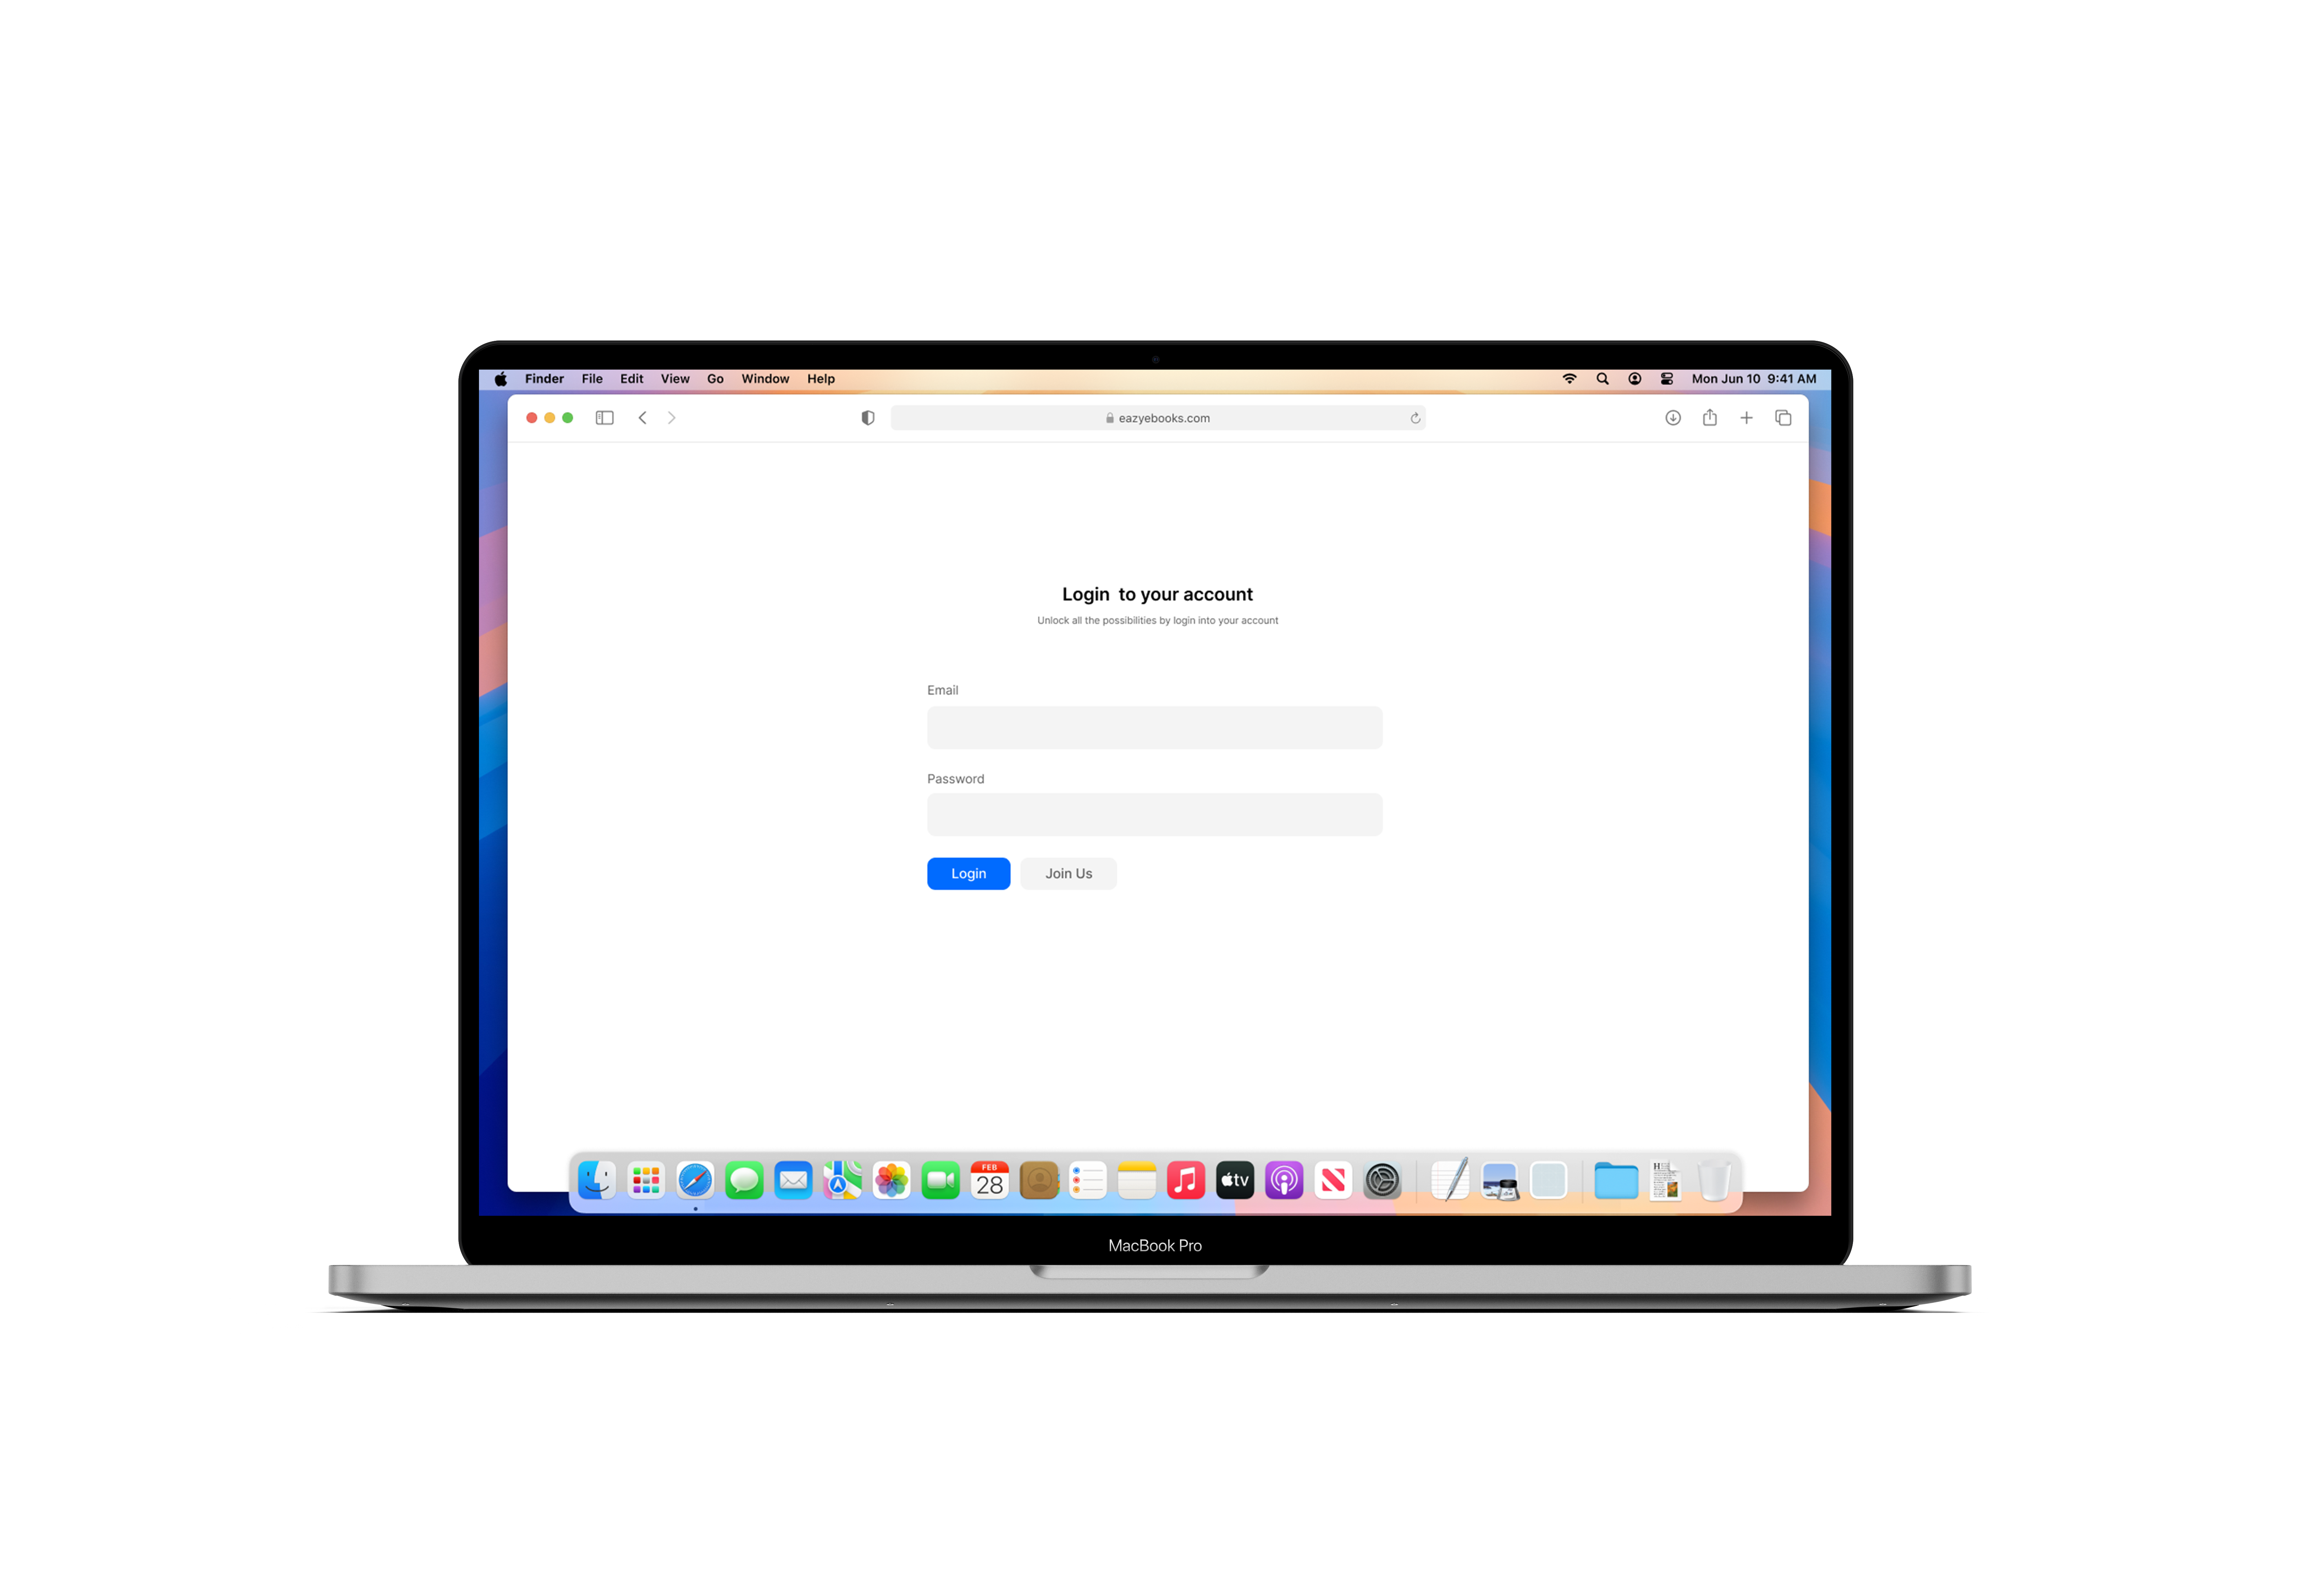 Finder File Edit View Go Window Help Mon Jun 10 9:41 AM
eazyebooks.com
Login to your account
Unlock all the possibilities by login into your account
Email
Password
Login Join Us
FEB
28
tv
MacBook Pro